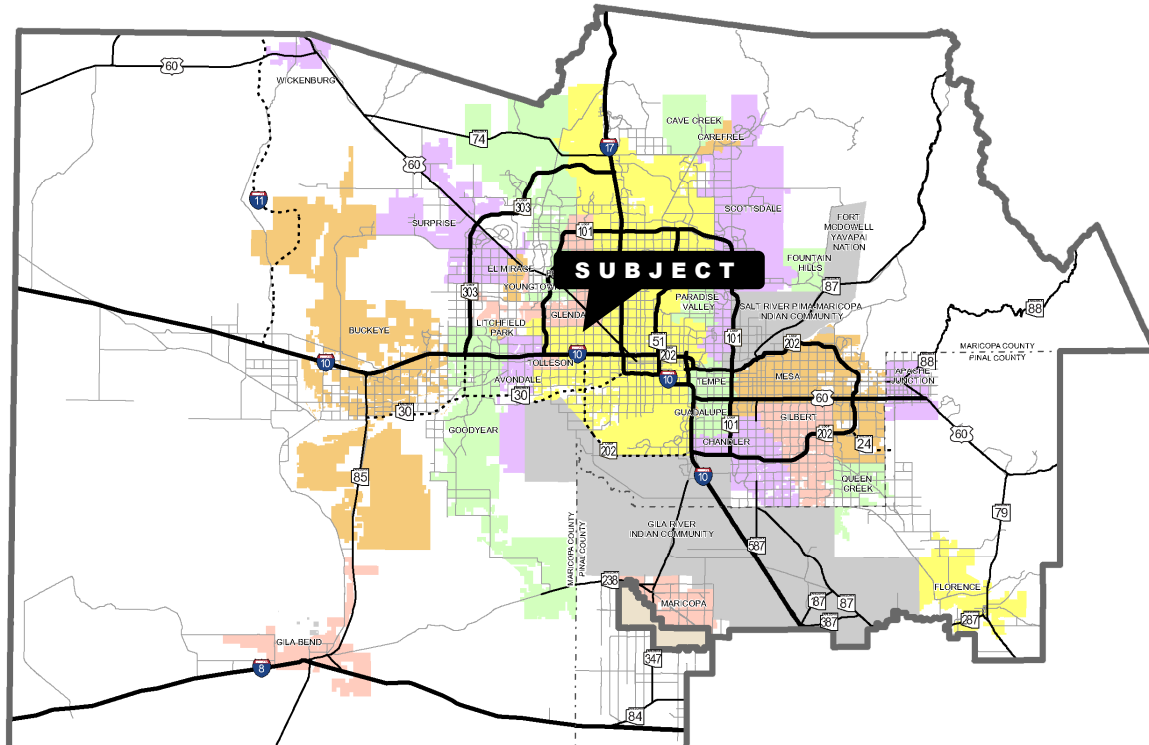 60
WICKENBURG
74
CAVE CREEK
CAREFREE
17
60
11
303
SURPRISE
SCOTTSDALE
FORT
MCDOWELL
YAVAPAI
NATION
101
EL MIRAGE
SUBJECT
FOUNTAIN
HILLS
YOUNGTOWN
87
303
PARADISE
VALLEY
SALT RIVER PIMA-MARICOPA
INDIAN COMMUNITY
88
LITCHFIELD
PARK
GLENDA
BUCKEYE
51
101
202
MARICOPA COUNTY
PINAL COUNTY
10
TOLLESON
10
202
88
AVONDALE
10
TEMPE
MESA
APACHE
JUNCTION
30
30
60
GUADALUPE
GILBERT
GOODYEAR
101
202
60
CHANDLER
24
202
85
10
QUEEN
CREEK
79
MARICOPA COUNTY
PINAL COUNTY
GILA RIVER
INDIAN COMMUNITY
587
238
FLORENCE
MARICOPA
187
87
387
287
GILA BEND
8
347
84